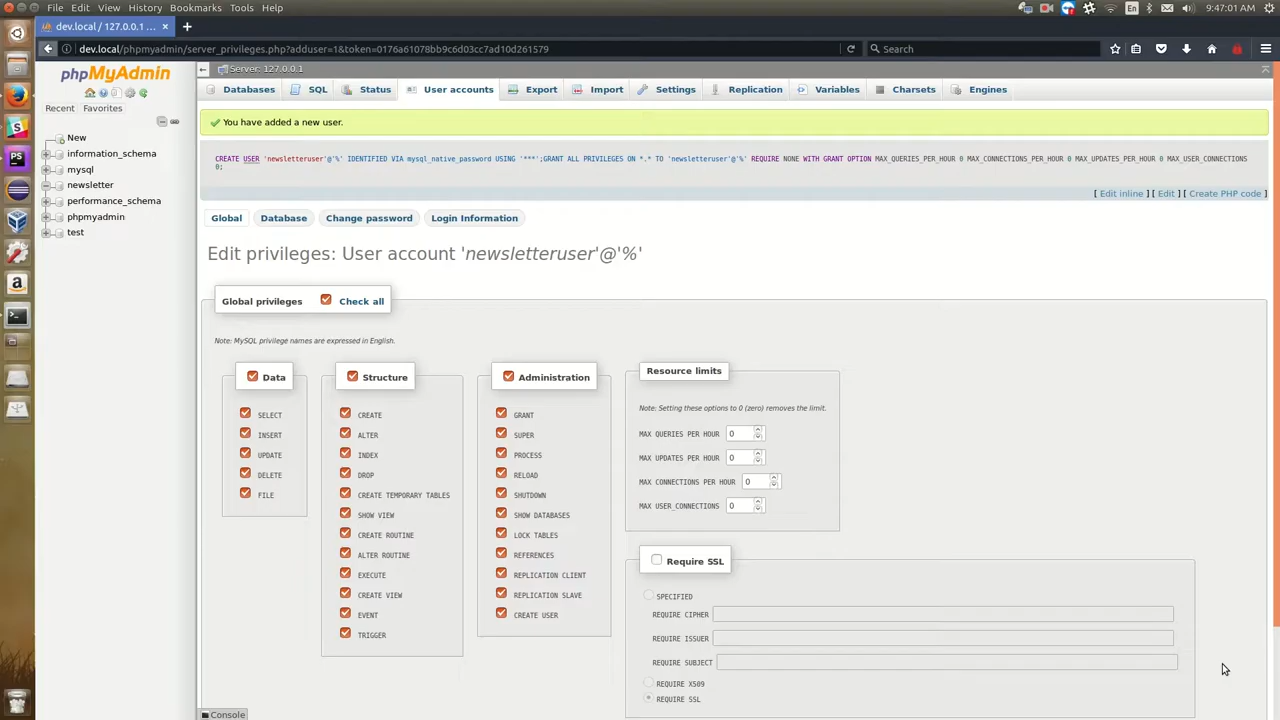 File Edit View History Bookmarks Tools Help
En
9:47:01 AM
dev.local / 127.0.0.1 ...
dev.local/phpmyadmin/server_privileges.php?adduser=1&token=0176a61078bb9c6d03cc7ad10d261579
Search
phpMyAdmin
Recent Favorites
New
information_schema
mysql
newsletter
performance_schema
phpmyadmin
test
Server: 127.0.0.1
Databases SQL Status User accounts Export Import Settings Replication Variables Charsets Engines
You have added a new user.
CREATE USER 'newsletteruser'@'%' IDENTIFIED VIA mysql_native_password USING '***';GRANT ALL PRIVILEGES ON *.* TO 'newsletteruser'@'%' REQUIRE NONE WITH GRANT OPTION MAX_QUERIES_PER_HOUR 0 MAX_CONNECTIONS_PER_HOUR 0 MAX_UPDATES_PER_HOUR 0 MAX_USER_CONNECTIONS
0;
[ Edit inline ] [ Edit ] [ Create PHP code ]
Global Database Change password Login Information
Edit privileges: User account 'newsletteruser'@'%'
Global privileges Check all
Note: MySQL privilege names are expressed in English.
Data
SELECT
INSERT
UPDATE
DELETE
FILE
Structure
CREATE
ALTER
INDEX
DROP
CREATE TEMPORARY TABLES
SHOW VIEW
CREATE ROUTINE
ALTER ROUTINE
EXECUTE
CREATE VIEW
EVENT
TRIGGER
Administration
GRANT
SUPER
PROCESS
RELOAD
SHUTDOWN
SHOW DATABASES
LOCK TABLES
REFERENCES
REPLICATION CLIENT
REPLICATION SLAVE
CREATE USER
Resource limits
Note: Setting these options to 0 (zero) removes the limit.
MAX QUERIES PER HOUR 0
MAX UPDATES PER HOUR 0
MAX CONNECTIONS PER HOUR 0
MAX USER_CONNECTIONS 0
Require SSL
SPECIFIED
REQUIRE CIPHER
REQUIRE ISSUER
REQUIRE SUBJECT
REQUIRE X509
REQUIRE SSL
Console